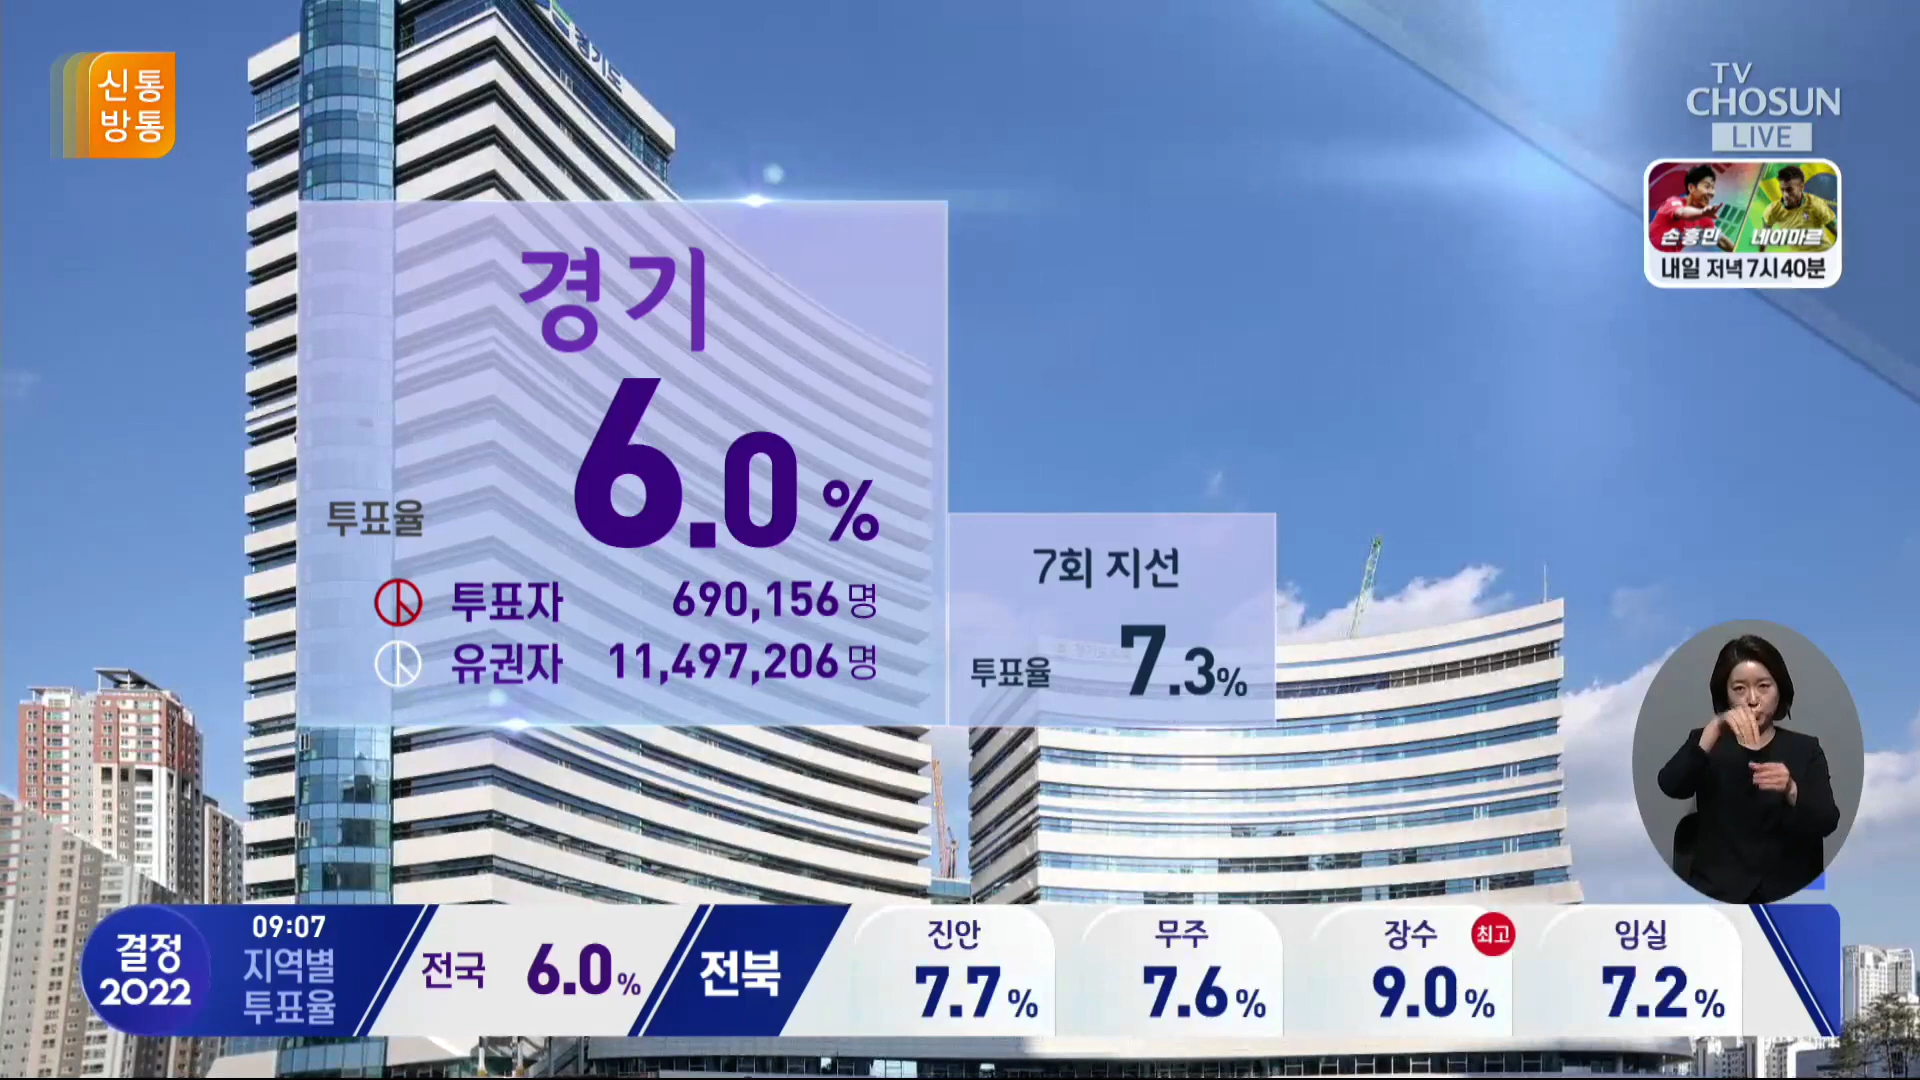 신통
방통
경기도
TV
CHOSUN
LIVE
손흥민 네이마르
내일 저녁 7시 40분
경기
투표율 6.0%
투표자 690,156명
유권자 11,497,206명
7회 지선
투표율 7.3%
결정
2022
09:07
지역별
투표율
전국 6.0%
전북
진안
7.7%
무주
7.6%
장수 최고
9.0%
임실
7.2%